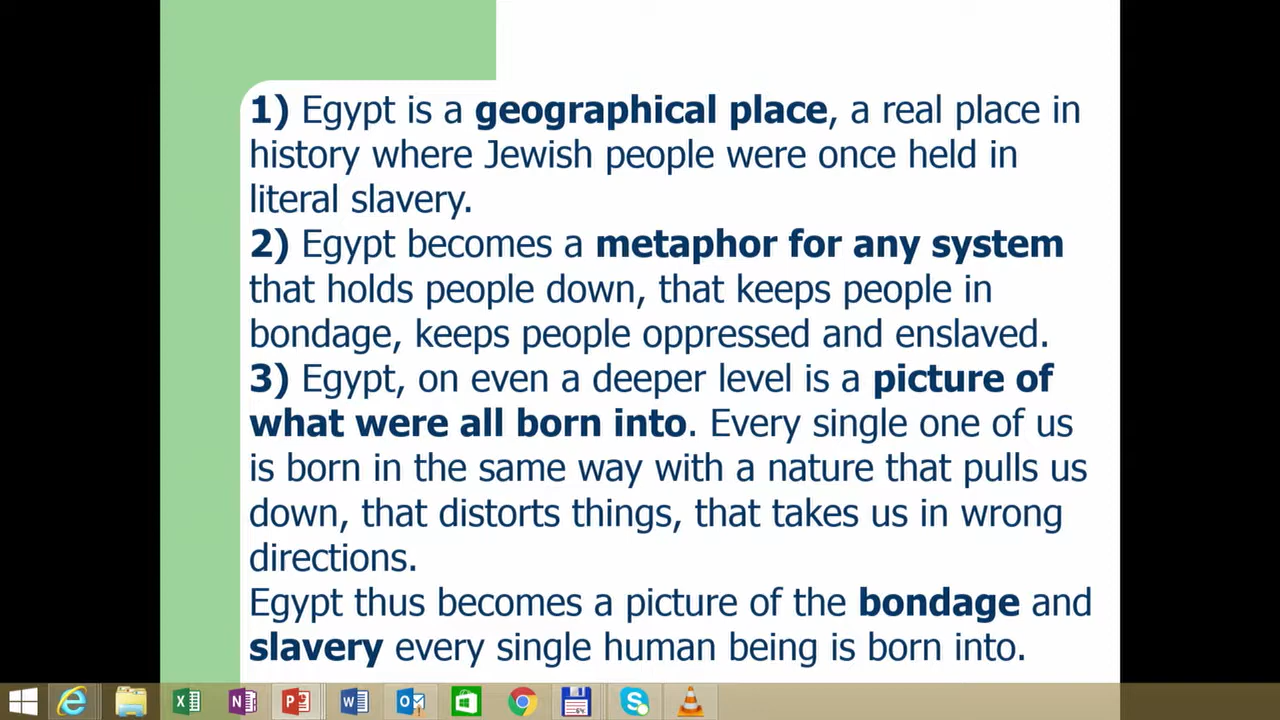 1) Egypt is a geographical place, a real place in
history where Jewish people were once held in
literal slavery.
2) Egypt becomes a metaphor for any system
that holds people down, that keeps people in
bondage, keeps people oppressed and enslaved.
3) Egypt, on even a deeper level is a picture of
what were all born into. Every single one of us
is born in the same way with a nature that pulls us
down, that distorts things, that takes us in wrong
directions.
Egypt thus becomes a picture of the bondage and
slavery every single human being is born into.